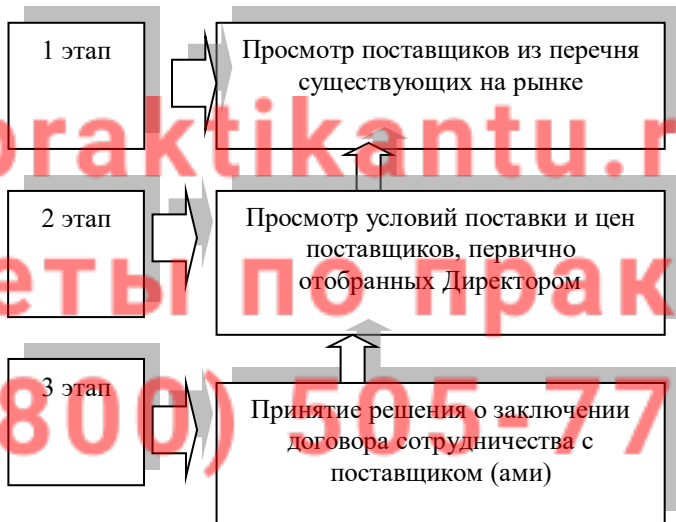 1 этап
Просмотр поставщиков из перечня
существующих на рынке
praktikantu.r
2 этап
Просмотр условий поставки и цен
поставщиков, первично
отобранных Директором
еты по прак
3 этап
Принятие решения о заключении
договора сотрудничества с
поставщиком (ами)
800) 505-77